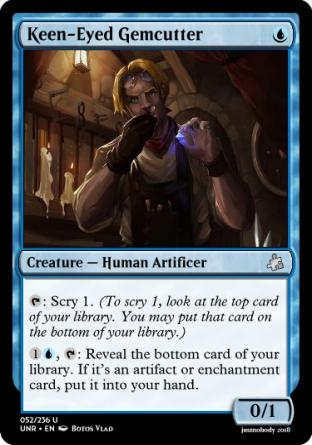 Keen-Eyed Gemcutter
Creature — Human Artificer
: Scry 1. (To scry 1, look at the top card
of your library. You may put that card on
the bottom of your library.)
1, : Reveal the bottom card of your
library. If it's an artifact or enchantment
card, put it into your hand.
0/1
052/236 U
UNR • EN Botos Vlad
justnobody 2018